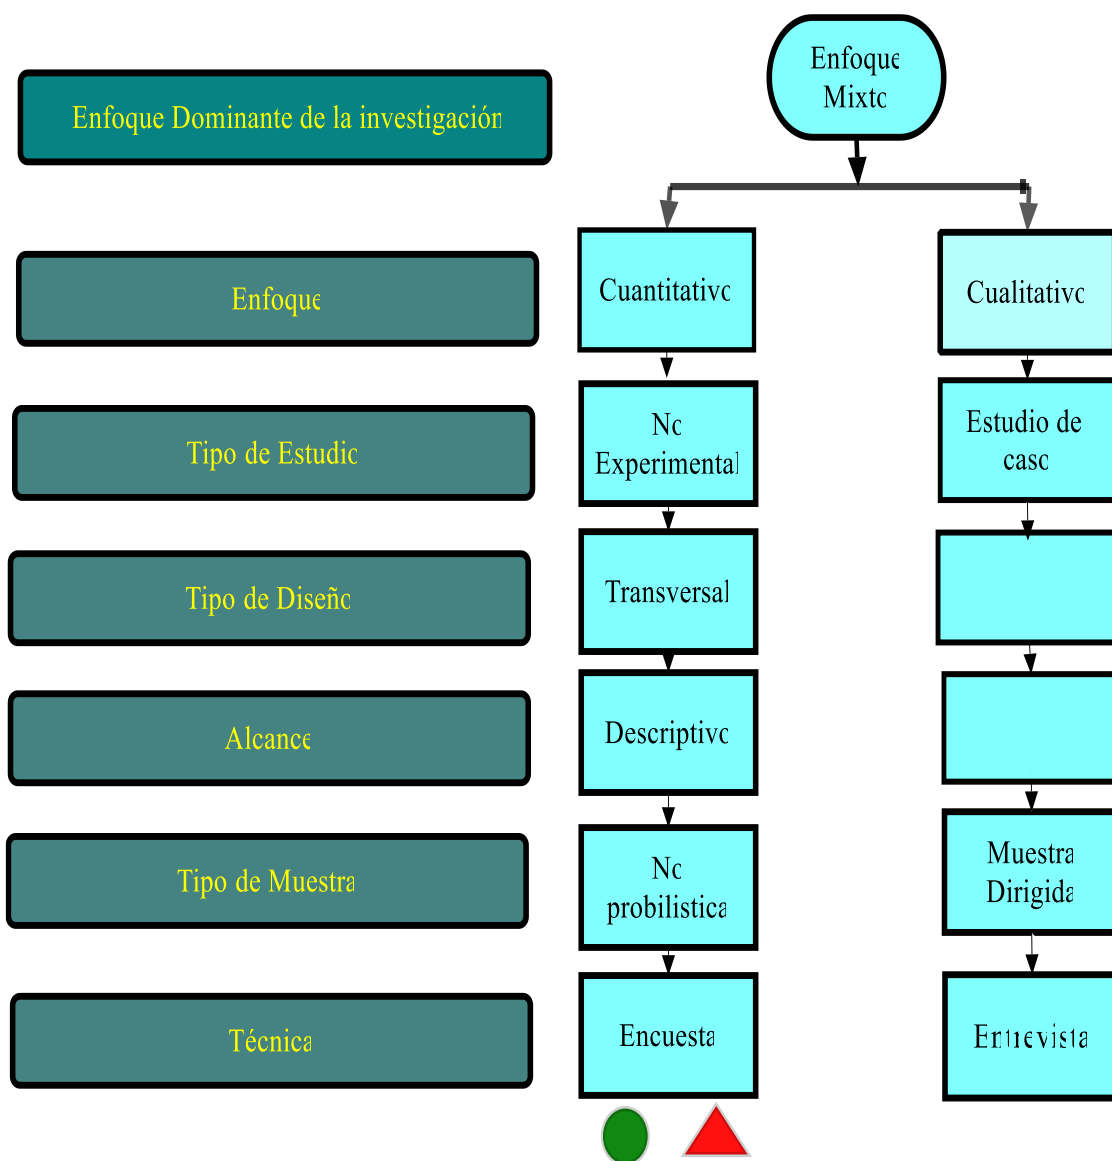 Enfoque
Mixto
Enfoque Dominante de la investigación
Enfoque
Cuantitativo
Cualitativo
Tipo de Estudio
No
Experimental
Estudio de
caso
Tipo de Diseño
Transversal
Alcance
Descriptivo
Tipo de Muestra
No
probilistica
Muestra
Dirigida
Técnica
Encuesta
Entrevista